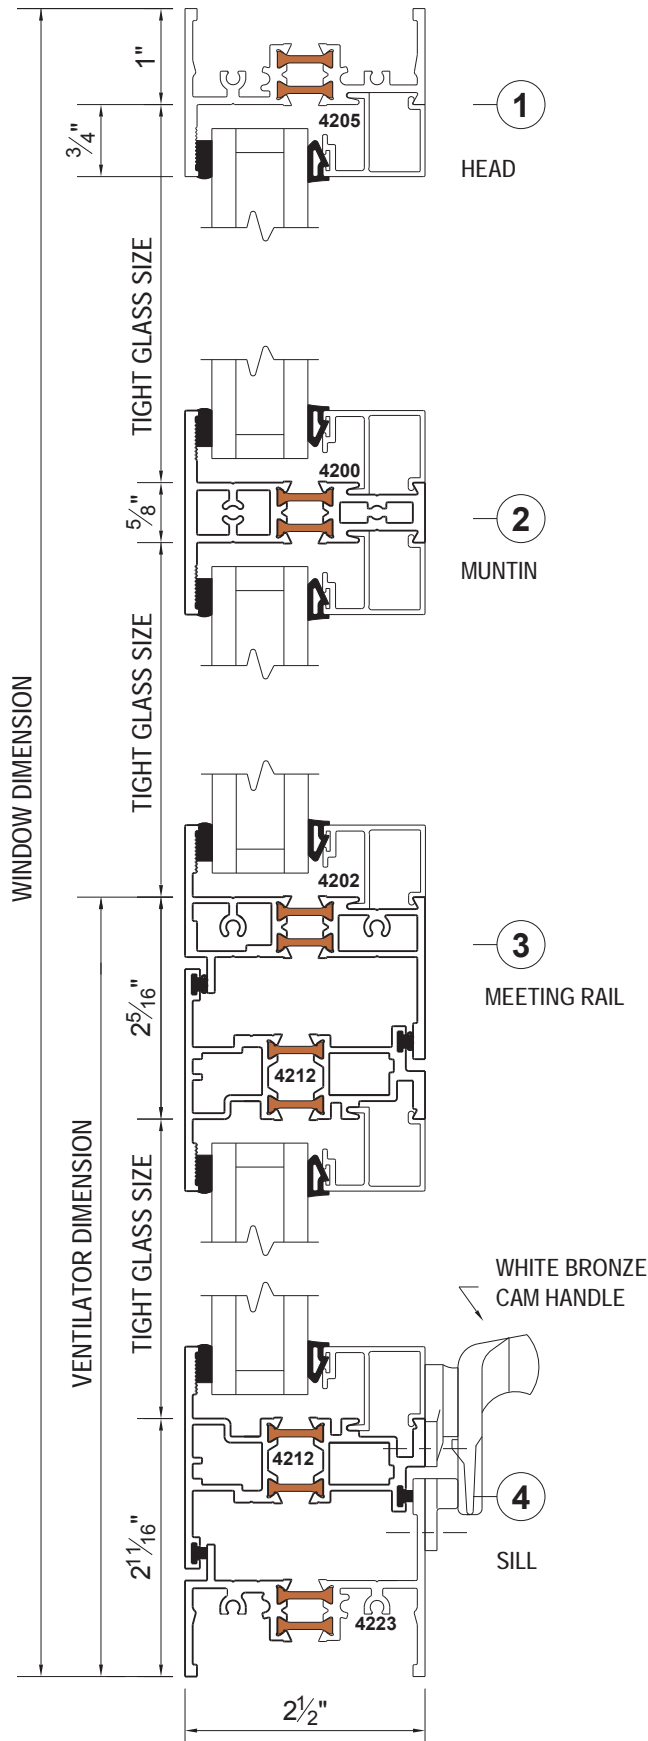 1"
4205
1
3/4"
HEAD
TIGHT GLASS SIZE
4200
5/8"
2
MUNTIN
TIGHT GLASS SIZE
WINDOW DIMENSION
4202
3
MEETING RAIL
2 5/16"
4212
VENTILATOR DIMENSION
TIGHT GLASS SIZE
WHITE BRONZE
CAM HANDLE
4212
4
SILL
2 11/16"
4223
2 1/2"